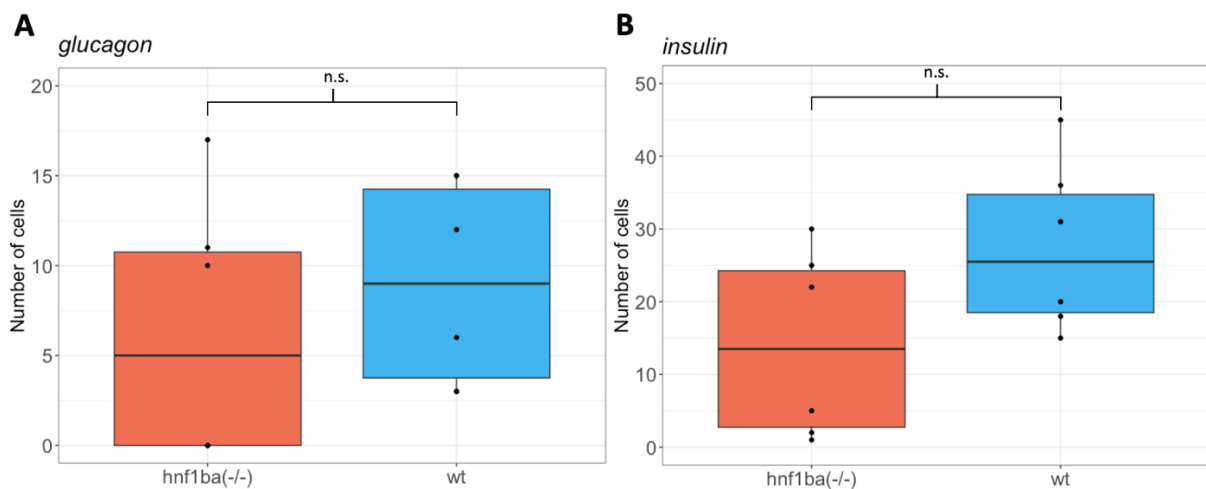 A
glucagon
n.s.
20
15
10
5
0
Number of cells
hnf1ba(-/-)
wt
B
insulin
n.s.
50
40
30
20
10
0
Number of cells
hnf1ba(-/-)
wt